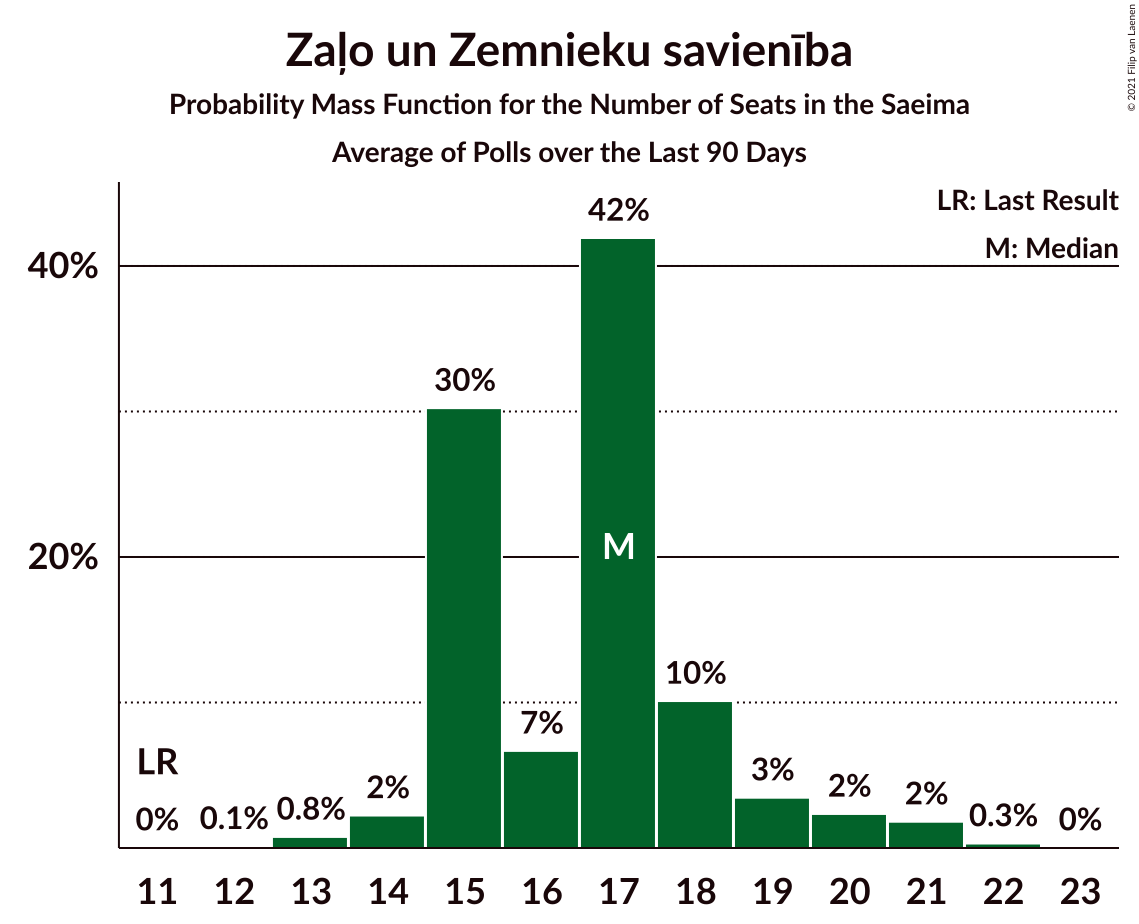 Zaļo un Zemnieku savienība
Probability Mass Function for the Number of Seats in the Saeima
Average of Polls over the Last 90 Days
© 2021 Filip van Laenen
LR: Last Result
M: Median
40%
20%
42%
30%
M
10%
7%
LR
0%
0.1%
0.8%
2%
3%
2%
2%
0.3%
0%
11 12 13 14 15 16 17 18 19 20 21 22 23